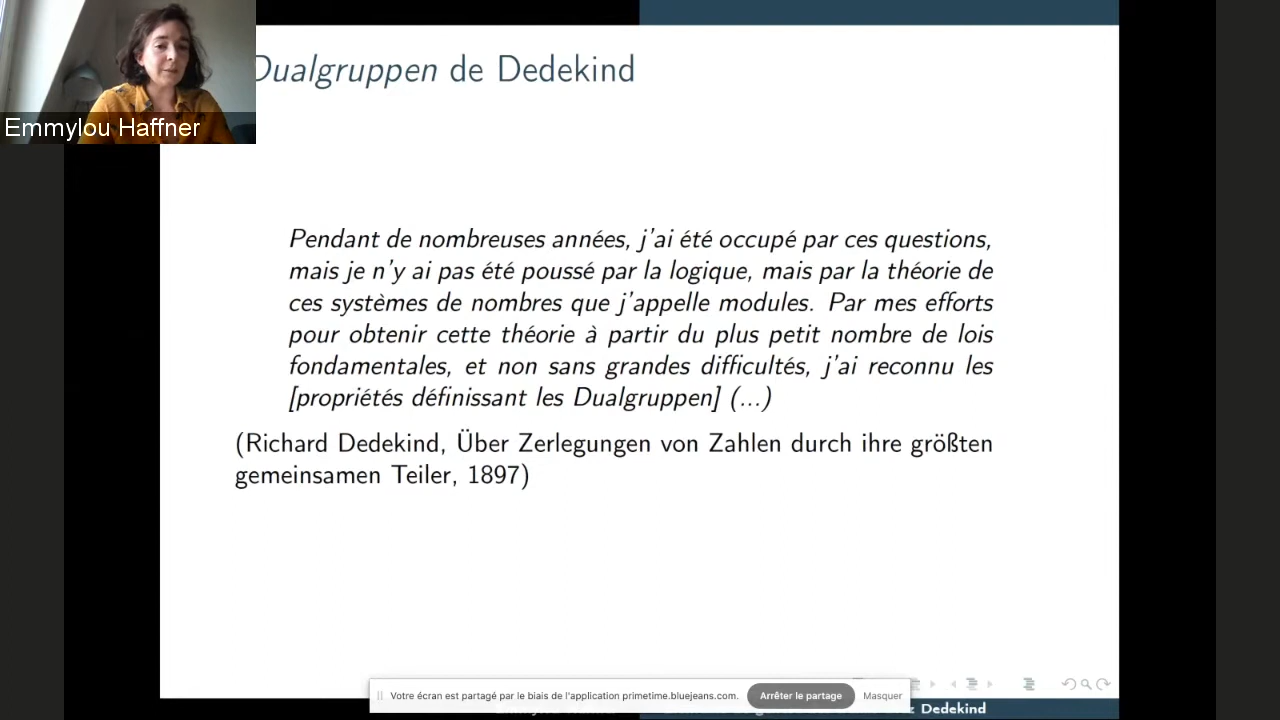 Dualgruppen de Dedekind
Emmylou Haffner
Pendant de nombreuses années, j'ai été occupé par ces questions,
mais je n'y ai pas été poussé par la logique, mais par la théorie de
ces systèmes de nombres que j'appelle modules. Par mes efforts
pour obtenir cette théorie à partir du plus petit nombre de lois
fondamentales, et non sans grandes difficultés, j'ai reconnu les
[propriétés définissant les Dualgruppen] (...)
(Richard Dedekind, Über Zerlegungen von Zahlen durch ihre größten
gemeinsamen Teiler, 1897)
Votre écran est partagé par le biais de l'application primetime.bluejeans.com.
Arrêter le partage
Masquer
Dedekind